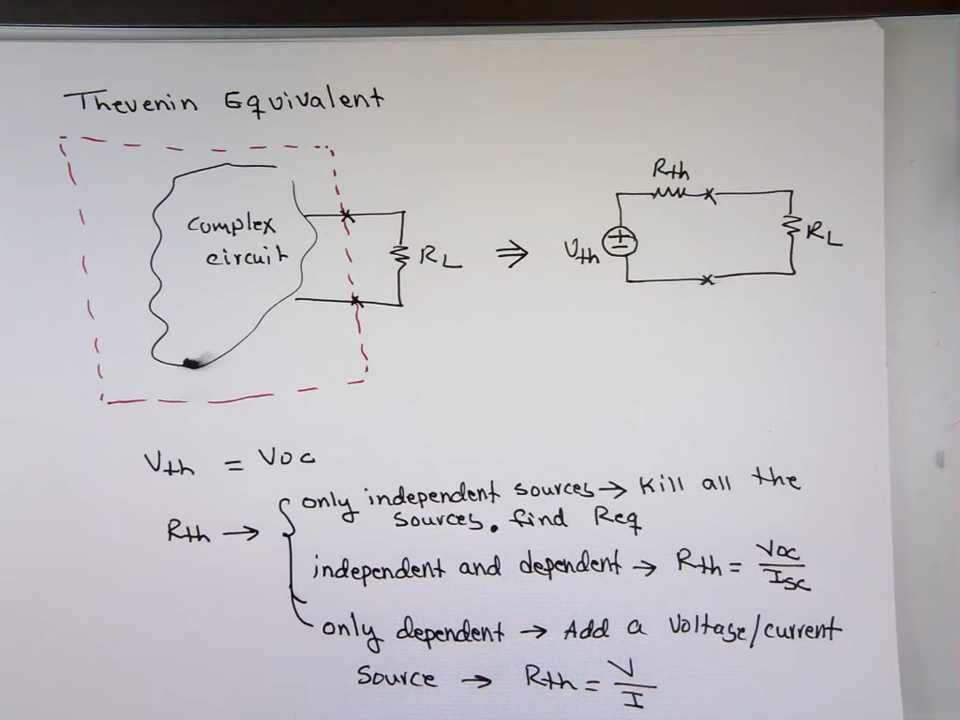 Thevenin Equivalent
complex
circuit
RL
⇒
Rth
Vth
+
−
RL
Vth = Voc
Rth → { only independent sources → Kill all the
sources. find Req
independent and dependent → Rth = Voc/Isc
only dependent → Add a Voltage/current
Source → Rth = V/I